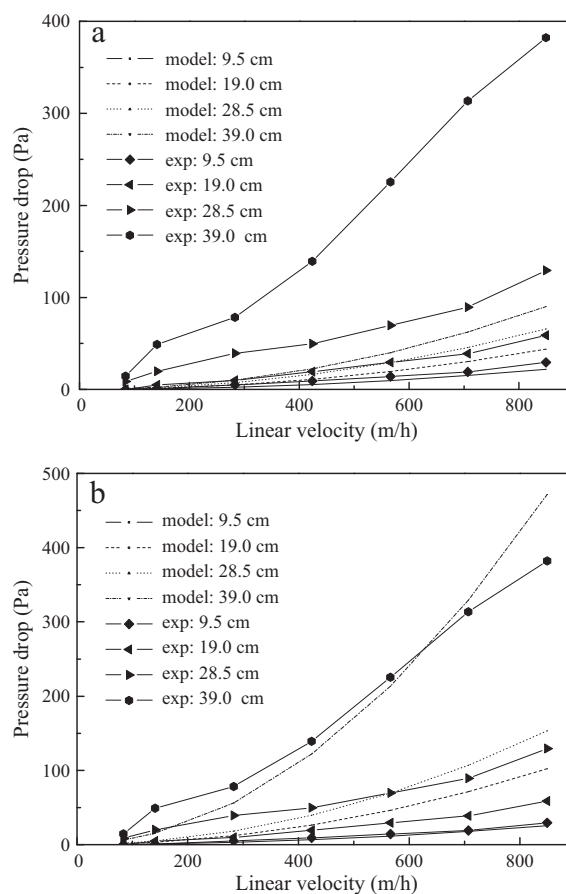 a
400
300
200
100
0
0
200
400
600
800
Pressure drop (Pa)
Linear velocity (m/h)
model: 9.5 cm
model: 19.0 cm
model: 28.5 cm
model: 39.0 cm
exp: 9.5 cm
exp: 19.0 cm
exp: 28.5 cm
exp: 39.0 cm
b
500
400
300
200
100
0
0
200
400
600
800
Pressure drop (Pa)
Linear velocity (m/h)
model: 9.5 cm
model: 19.0 cm
model: 28.5 cm
model: 39.0 cm
exp: 9.5 cm
exp: 19.0 cm
exp: 28.5 cm
exp: 39.0 cm